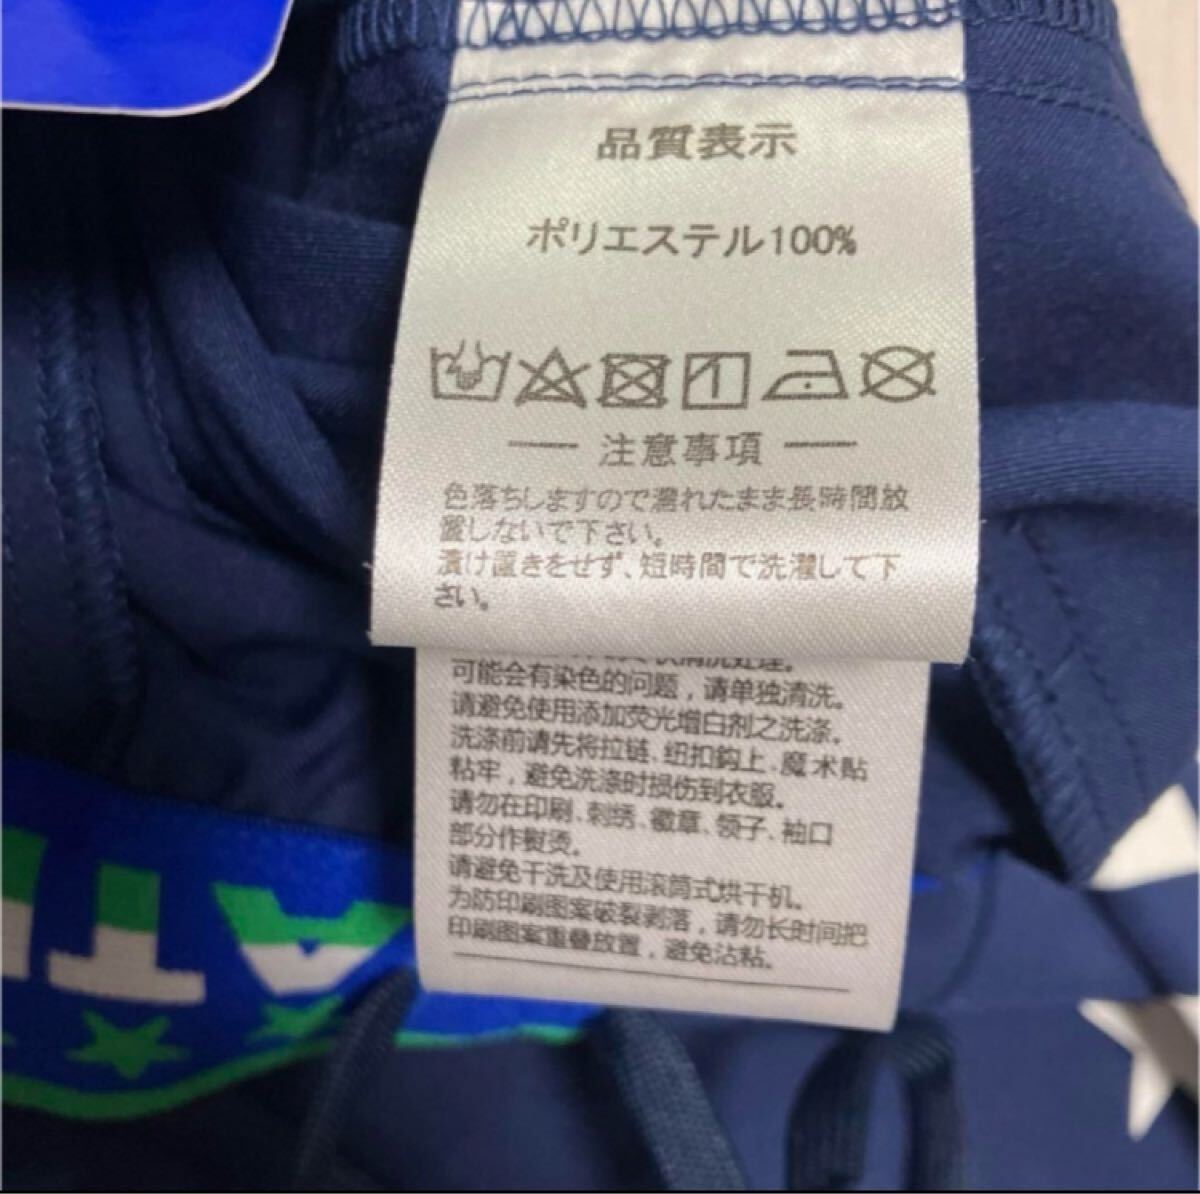 品質表示
ポリエステル100%
注意事項
色落ちしますので濡れたまま長時間放
置しないで下さい。
漬け置きをせず、短時間で洗濯して下
さい。
清洗处理。
可能会有染色的问题，请单独清洗。
请避免使用添加荧光增白剂之洗涤。
洗涤前请先将拉链、纽扣鈎上、魔术贴
粘牢，避免洗涤时损伤到衣服。
请勿在印刷、刺绣、徽章、领子、袖口
部分作熨烫。
请避免干洗及使用滚筒式烘干机。
为防印刷图案破裂剥落，请勿长时间把
印刷图案重叠放置，避免沾粘。